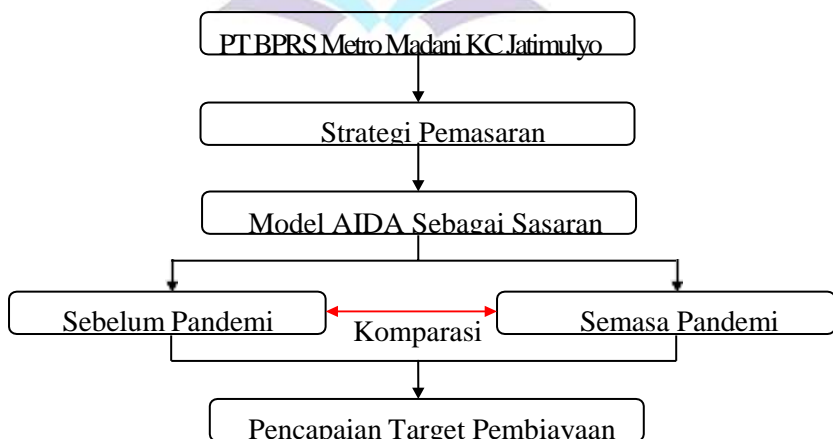 PT BPRS Metro Madani KC Jatimulyo
Strategi Pemasaran
Model AIDA Sebagai Sasaran
Sebelum Pandemi
Komparasi
Semasa Pandemi
Pencapaian Target Pembiayaan